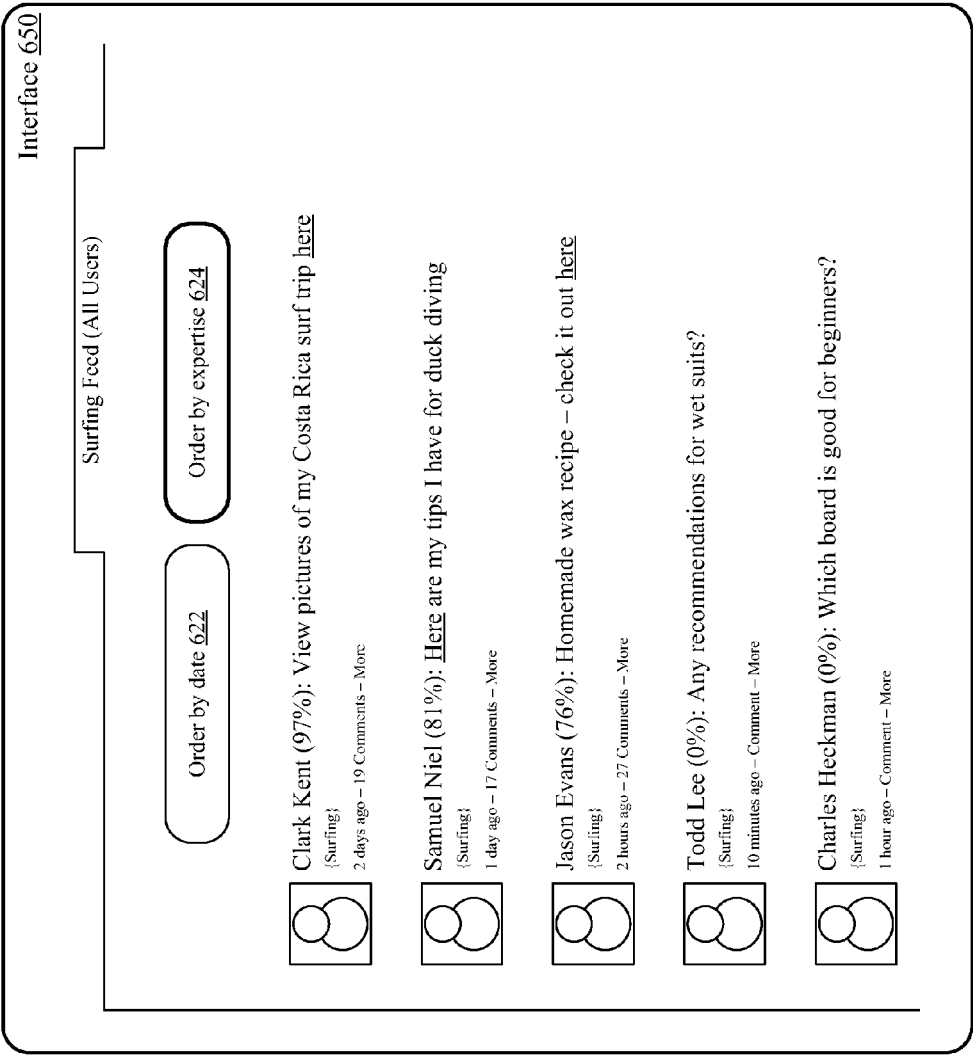 Interface 650
Surfing Feed (All Users)
Order by date 622
Order by expertise 624
Clark Kent (97%): View pictures of my Costa Rica surf trip here
{Surfing}
2 days ago – 19 Comments – More
Samuel Niel (81%): Here are my tips I have for duck diving
{Surfing}
1 day ago – 17 Comments – More
Jason Evans (76%): Homemade wax recipe – check it out here
{Surfing}
2 hours ago – 27 Comments – More
Todd Lee (0%): Any recommendations for wet suits?
{Surfing}
10 minutes ago – Comment – More
Charles Heckman (0%): Which board is good for beginners?
{Surfing}
1 hour ago – Comment – More